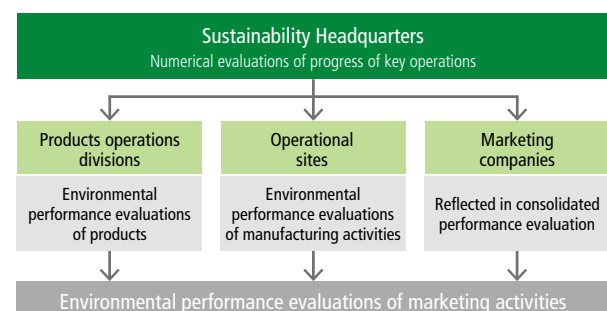 Sustainability Headquarters
Numerical evaluations of progress of key operations
Products operations
divisions
Operational
sites
Marketing
companies
Environmental
performance evaluations
of products
Environmental
performance evaluations
of manufacturing activities
Reflected in consolidated
performance evaluation
Environmental performance evaluations of marketing activities